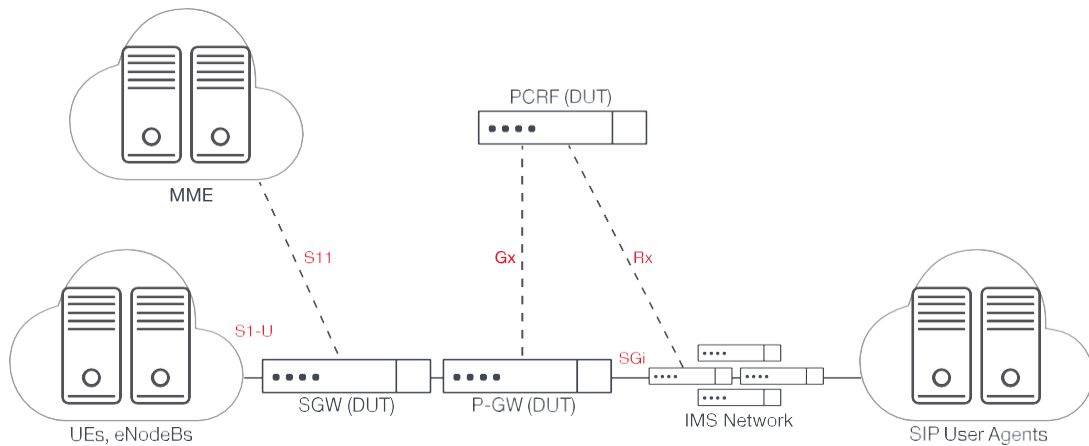 PCRF (DUT)
MME
S11
Gx
Rx
S1-U
SGi
SGW (DUT)
P-GW (DUT)
IMS Network
UEs, eNodeBs
SIP User Agents